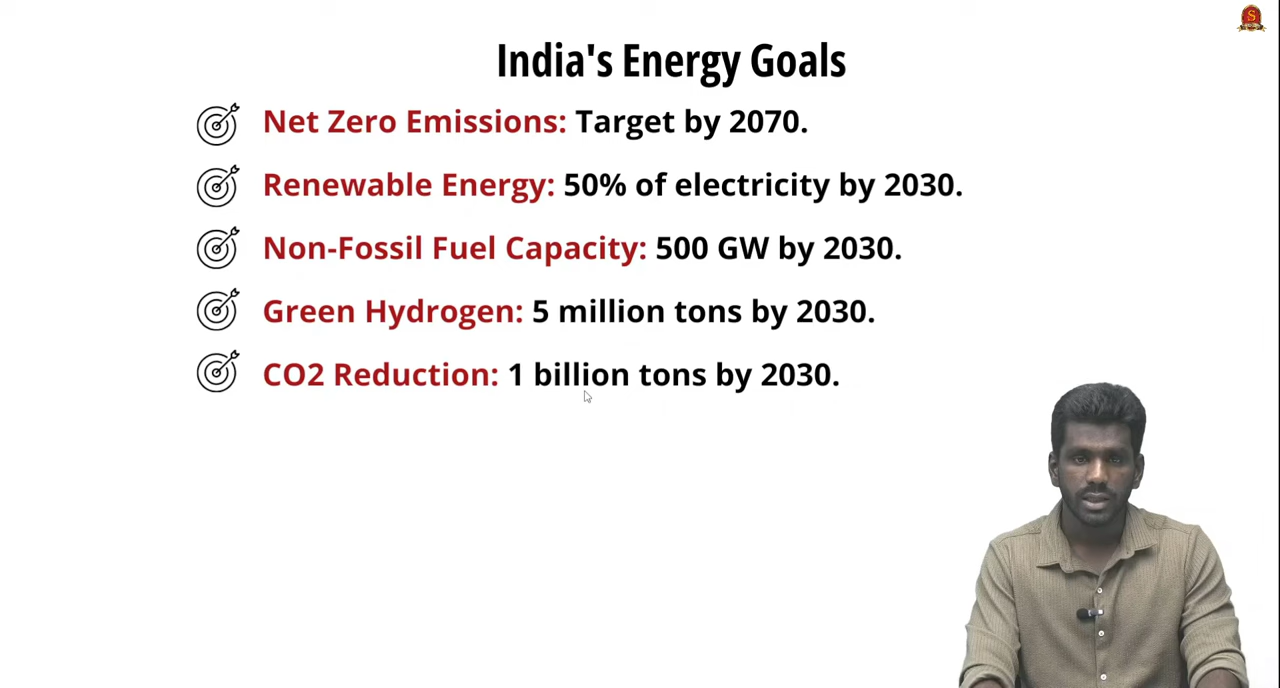 India's Energy Goals
Net Zero Emissions: Target by 2070.
Renewable Energy: 50% of electricity by 2030.
Non-Fossil Fuel Capacity: 500 GW by 2030.
Green Hydrogen: 5 million tons by 2030.
CO2 Reduction: 1 billion tons by 2030.